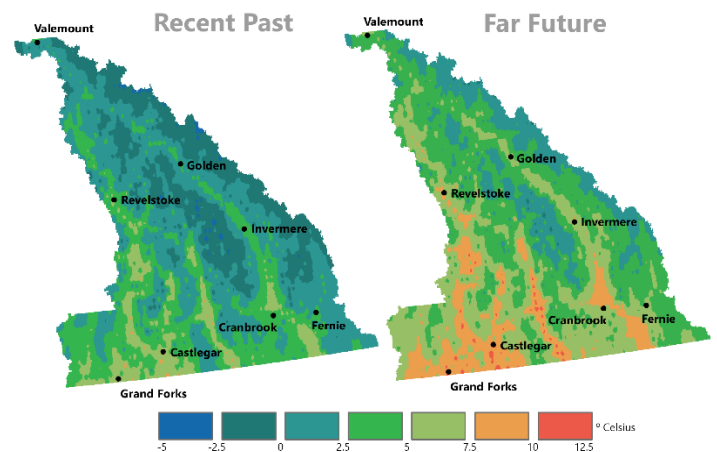 Recent Past
Far Future
Valemount
Golden
Revelstoke
Invermere
Cranbrook
Fernie
Castlegar
Grand Forks
Valemount
Golden
Revelstoke
Invermere
Cranbrook
Fernie
Castlegar
Grand Forks
º Celsius
-5 -2.5 0 2.5 5 7.5 10 12.5